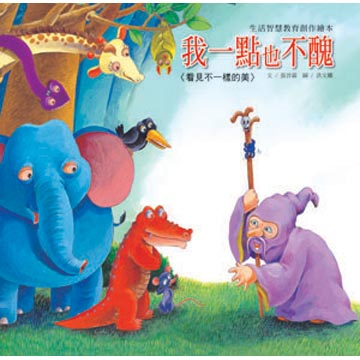 生活智慧教育創作繪本
我一點也不醜
〈看見不一樣的美〉